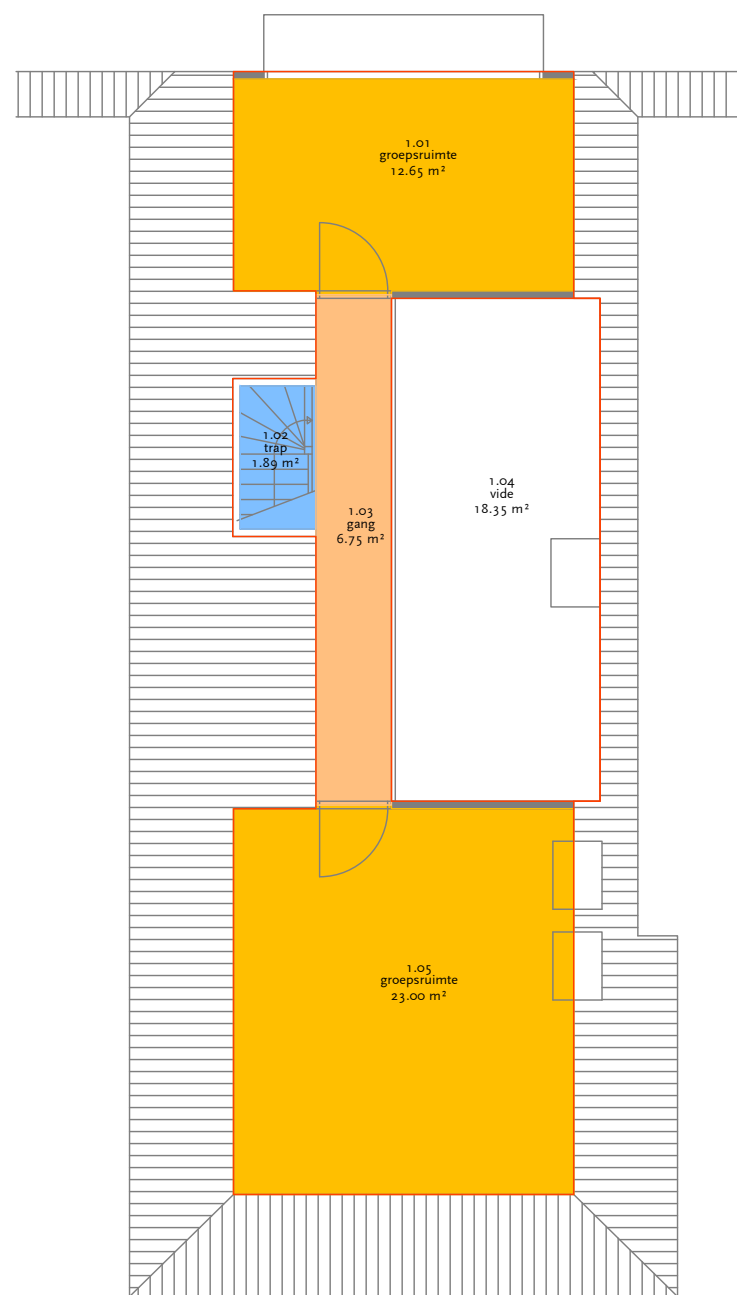 1.01
groepsruimte
12.65 m²
1.02
trap
1.89 m²
1.03
gang
6.75 m²
1.04
vide
18.35 m²
1.05
groepsruimte
23.00 m²